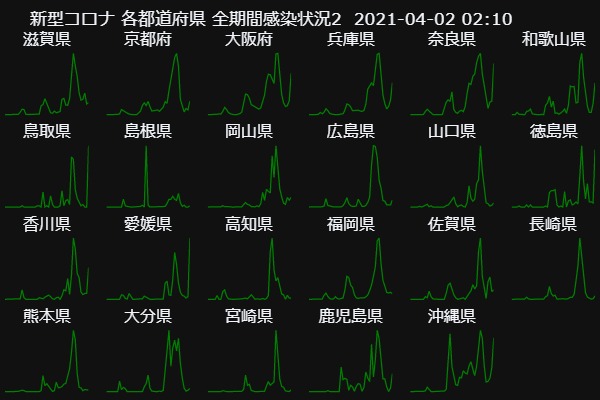 新型コロナ 各都道府県 全期間感染状況2 2021-04-02 02:10
滋賀県 京都府 大阪府 兵庫県 奈良県 和歌山県
鳥取県 島根県 岡山県 広島県 山口県 徳島県
香川県 愛媛県 高知県 福岡県 佐賀県 長崎県
熊本県 大分県 宮崎県 鹿児島県 沖縄県